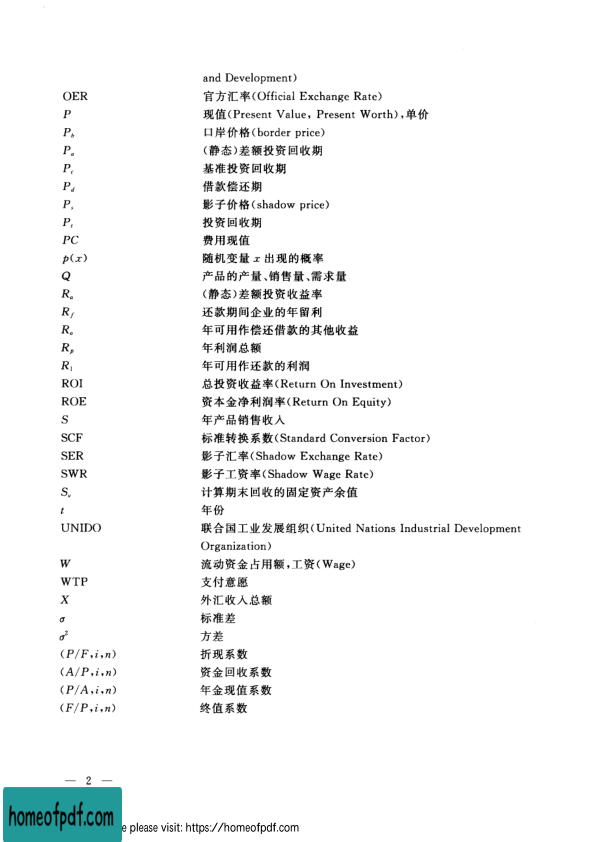 and Development)
OER 官方汇率(Official Exchange Rate)
P 现值(Present Value, Present Worth),单价
P_b 口岸价格(border price)
P_a (静态)差额投资回收期
P_c 基准投资回收期
P_d 借款偿还期
P_s 影子价格(shadow price)
P_t 投资回收期
PC 费用现值
p(x) 随机变量 x 出现的概率
Q 产品的产量、销售量、需求量
R_a (静态)差额投资收益率
R_f 还款期间企业的年留利
R_o 年可用作偿还借款的其他收益
R_p 年利润总额
R_1 年可用作还款的利润
ROI 总投资收益率(Return On Investment)
ROE 资本金净利润率(Return On Equity)
S 年产品销售收入
SCF 标准转换系数(Standard Conversion Factor)
SER 影子汇率(Shadow Exchange Rate)
SWR 影子工资率(Shadow Wage Rate)
S_v 计算期末回收的固定资产余值
t 年份
UNIDO 联合国工业发展组织(United Nations Industrial Development
Organization)
W 流动资金占用额,工资(Wage)
WTP 支付意愿
X 外汇收入总额
σ 标准差
σ² 方差
(P/F,i,n) 折现系数
(A/P,i,n) 资金回收系数
(P/A,i,n) 年金现值系数
(F/P,i,n) 终值系数
— 2 —
homeofpdf.com
e please visit: https://homeofpdf.com